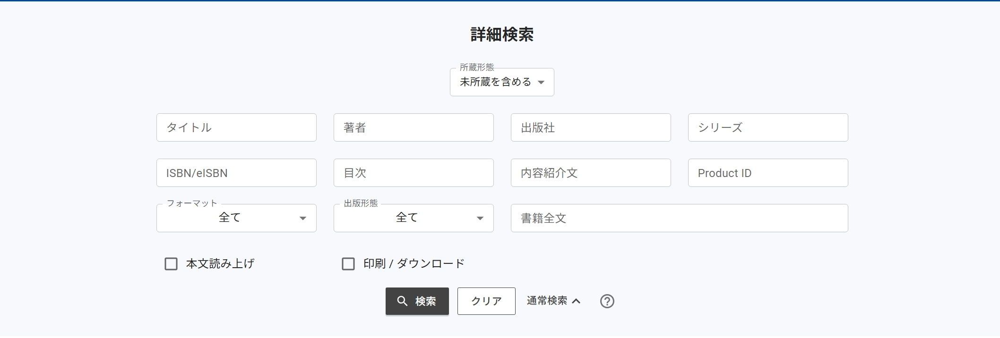 詳細検索
所蔵形態
未所蔵を含める
タイトル
著者
出版社
シリーズ
ISBN/eISBN
目次
内容紹介文
Product ID
フォーマット
全て
出版形態
全て
書籍全文
本文読み上げ
印刷 / ダウンロード
検索
クリア
通常検索
?